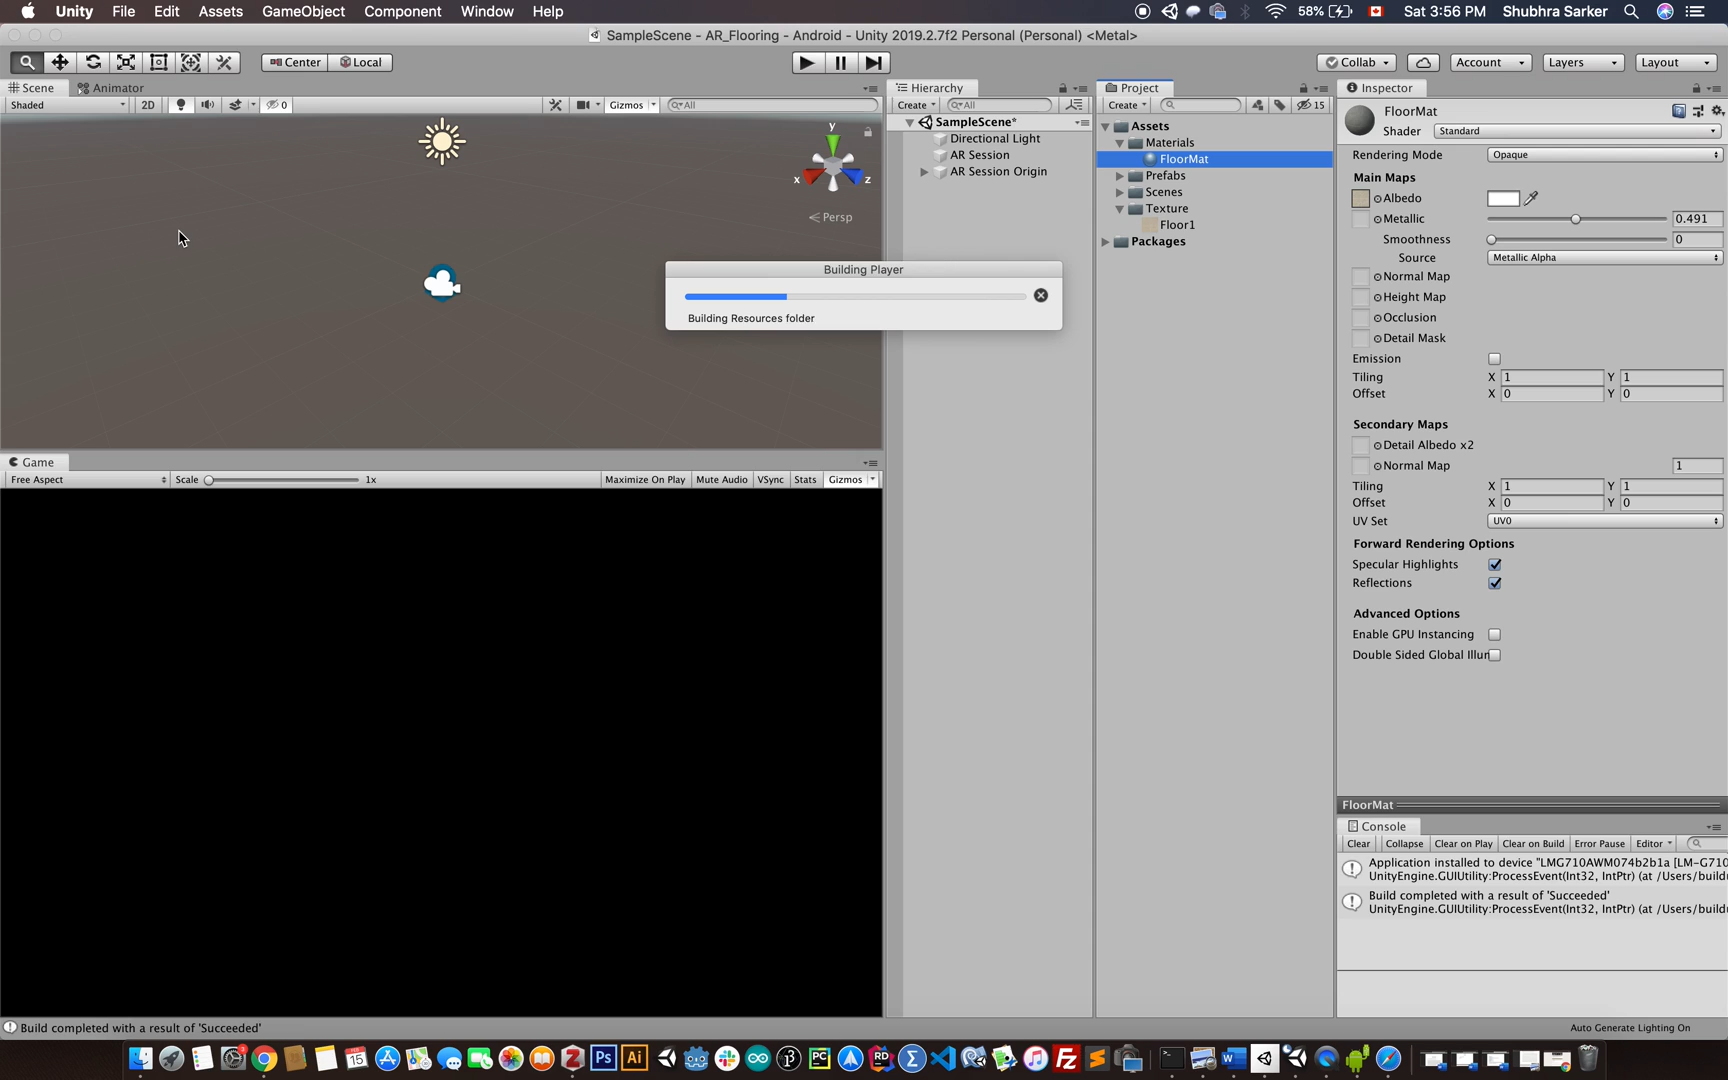 Unity File Edit Assets GameObject Component Window Help 58% Sat 3:56 PM Shubhra Sarker
SampleScene - AR_Flooring - Android - Unity 2019.2.7f2 Personal (Personal) <Metal>
Center Local Collab Account Layers Layout
Scene Animator
Shaded 2D 0 Gizmos All
y
x z
Persp
Hierarchy
Create All
SampleScene*
Directional Light
AR Session
AR Session Origin
Project
Create 15
Assets
Materials
FloorMat
Prefabs
Scenes
Texture
Floor1
Packages
Building Player
Building Resources folder
Inspector
FloorMat
Shader Standard
Rendering Mode Opaque
Main Maps
Albedo
Metallic 0.491
Smoothness 0
Source Metallic Alpha
Normal Map
Height Map
Occlusion
Detail Mask
Emission
Tiling X 1 Y 1
Offset X 0 Y 0
Secondary Maps
Detail Albedo x2
Normal Map 1
Tiling X 1 Y 1
Offset X 0 Y 0
UV Set UV0
Forward Rendering Options
Specular Highlights
Reflections
Advanced Options
Enable GPU Instancing
Double Sided Global Illum
FloorMat
Console
Clear Collapse Clear on Play Clear on Build Error Pause Editor
Application installed to device "LMG710AWM074b2b1a [LM-G710
UnityEngine.GUIUtility:ProcessEvent(Int32, IntPtr) (at /Users/build
Build completed with a result of 'Succeeded'
UnityEngine.GUIUtility:ProcessEvent(Int32, IntPtr) (at /Users/build
Game
Free Aspect Scale 1x Maximize On Play Mute Audio VSync Stats Gizmos
Build completed with a result of 'Succeeded'
Auto Generate Lighting On
FEB
15
Ps Ai PC RD Σ Fz W